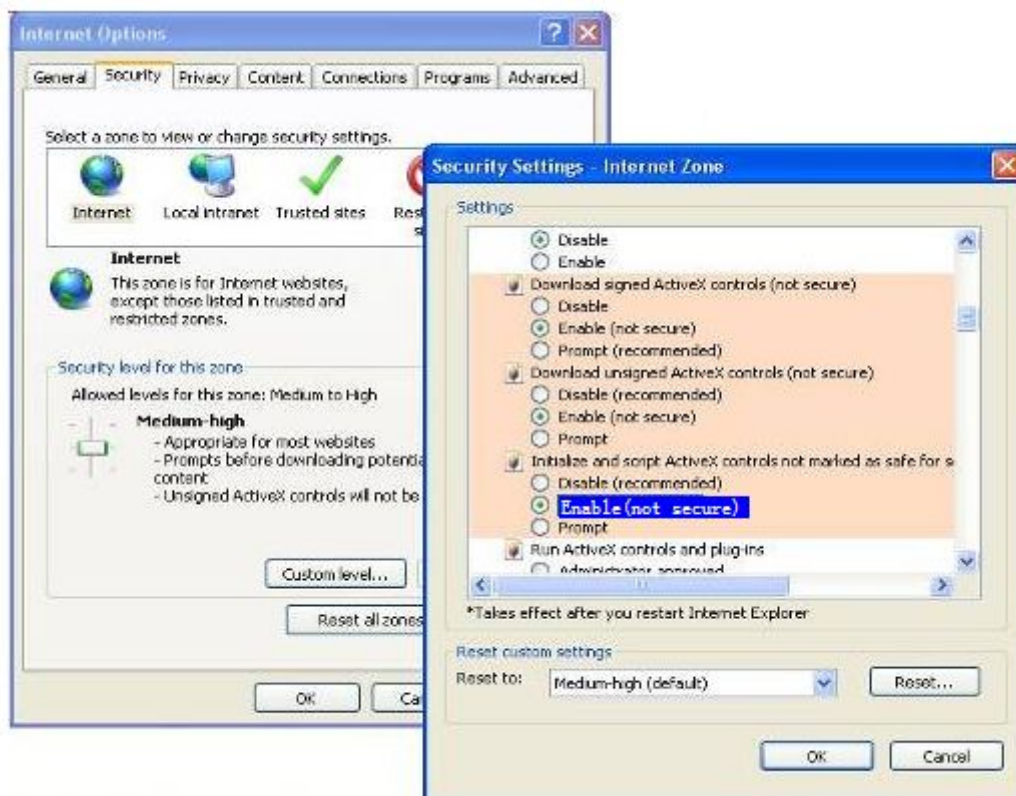 Internet Options
General Security Privacy Content Connections Programs Advanced
Select a zone to view or change security settings.
Internet Local intranet Trusted sites
Internet
This zone is for Internet websites,
except those listed in trusted and
restricted zones.
Security level for this zone
Allowed levels for this zone: Medium to High
Medium-high
- Appropriate for most websites
- Prompts before downloading
content
- Unsigned ActiveX controls will not be
Custom level...
Reset all zones
OK
Security Settings - Internet Zone
Settings
Disable
Enable
Download signed ActiveX controls (not secure)
Disable
Enable (not secure)
Prompt (recommended)
Download unsigned ActiveX controls (not secure)
Disable (recommended)
Enable (not secure)
Prompt
Initialize and script ActiveX controls not marked as safe for s
Disable (recommended)
Enable(not secure)
Prompt
Run ActiveX controls and plug-ins
Administrator approved
*Takes effect after you restart Internet Explorer
Reset custom settings
Reset to: Medium-high (default) Reset...
OK Cancel